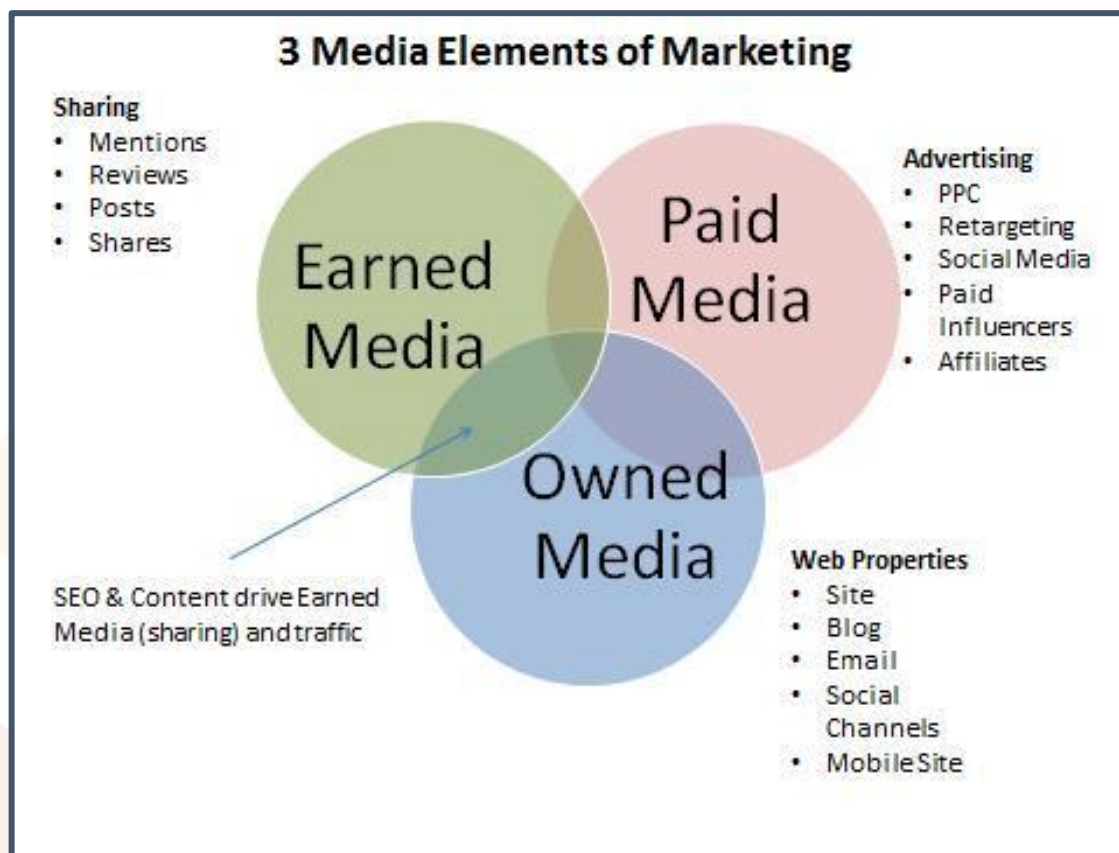 3 Media Elements of Marketing
Sharing
• Mentions
• Reviews
• Posts
• Shares
Earned
Media
Paid
Media
Advertising
• PPC
• Retargeting
• Social Media
• Paid
Influencers
• Affiliates
Owned
Media
SEO & Content drive Earned
Media (sharing) and traffic
Web Properties
• Site
• Blog
• Email
• Social
Channels
• Mobile Site